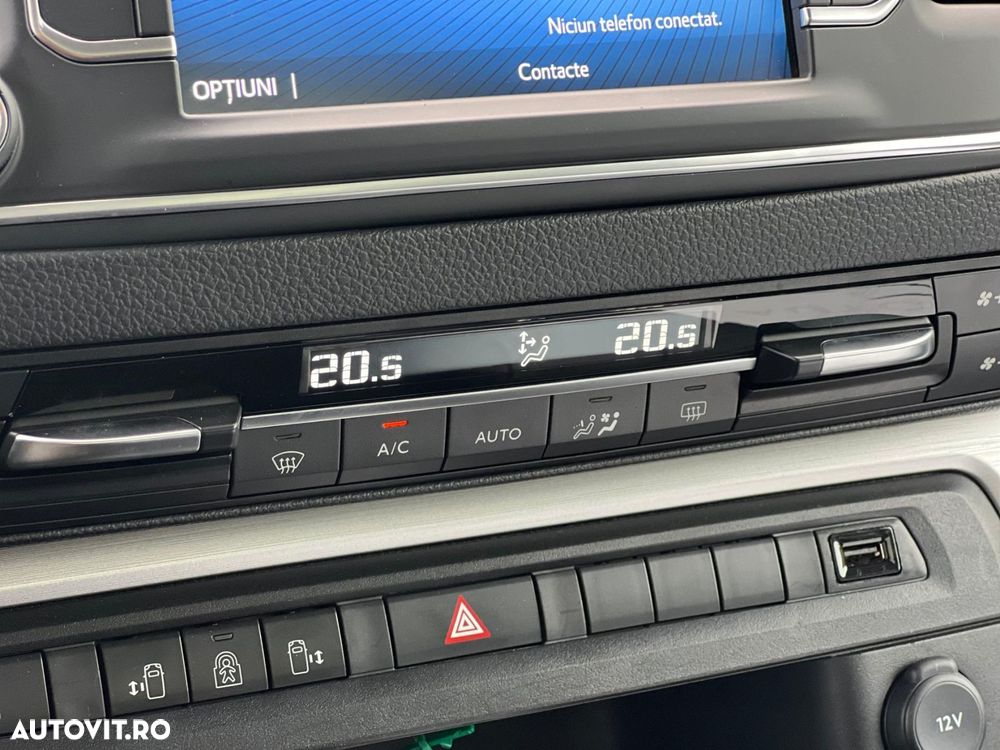 Niciun telefon conectat.
OPȚIUNI
Contacte
20.5 20.5
A/C AUTO
12V
AUTOVIT.RO